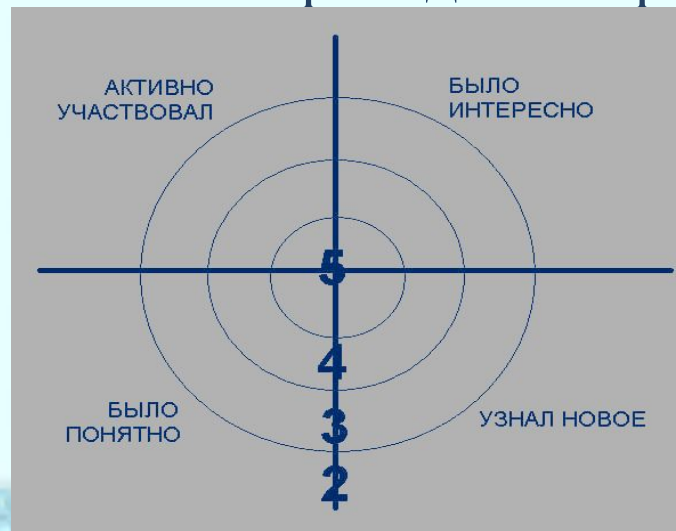 АКТИВНО
УЧАСТВОВАЛ
БЫЛО
ИНТЕРЕСНО
5
4
3
2
БЫЛО
ПОНЯТНО
УЗНАЛ НОВОЕ